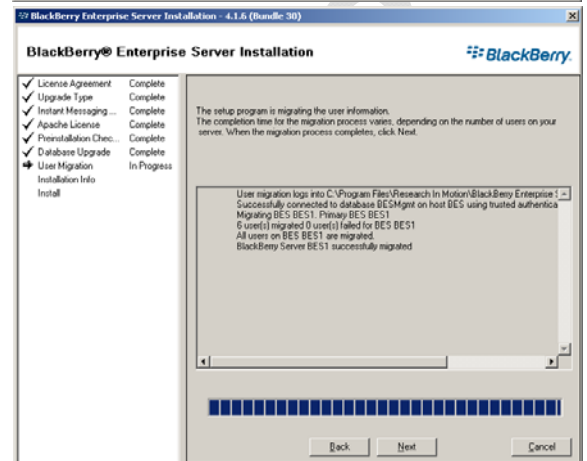 BlackBerry Enterprise Server Installation - 4.1.6 (Bundle 30)
BlackBerry® Enterprise Server Installation
BlackBerry.
License Agreement Complete
Upgrade Type Complete
Instant Messaging ... Complete
Apache License Complete
Preinstallation Chec... Complete
Database Upgrade Complete
User Migration In Progress
Installation Info
Install
The setup program is migrating the user information.
The completion time for the migration process varies, depending on the number of users on your
server. When the migration process completes, click Next.
User migration logs into C:\Program Files\Research In Motion\BlackBerry Enterprise
Successfully connected to database BESMgmt on host BES using trusted authentica
Migrating BES BES1. Primary BES BES1
6 user(s) migrated 0 user(s) failed for BES BES1
All users on BES BES1 are migrated.
BlackBerry Server BES1 successfully migrated
Back Next Cancel